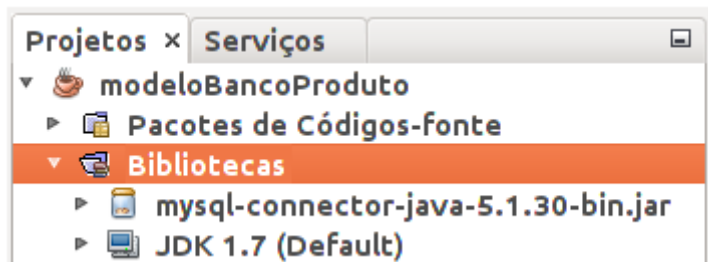 Projetos × Serviços
modeloBancoProduto
Pacotes de Códigos-fonte
Bibliotecas
mysql-connector-java-5.1.30-bin.jar
JDK 1.7 (Default)